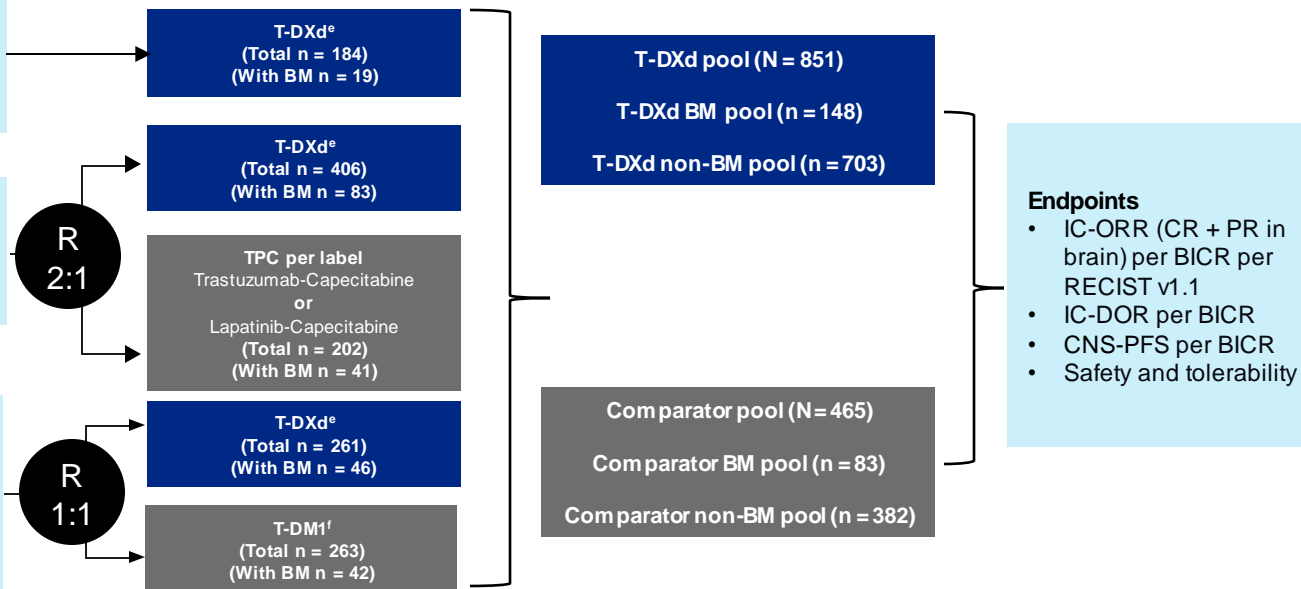 T-DXdᵉ
(Total n = 184)
(With BM n = 19)
R
2:1
T-DXdᵉ
(Total n = 406)
(With BM n = 83)
TPC per label
Trastuzumab-Capecitabine
or
Lapatinib-Capecitabine
(Total n = 202)
(With BM n = 41)
R
1:1
T-DXdᵉ
(Total n = 261)
(With BM n = 46)
T-DM1ᶠ
(Total n = 263)
(With BM n = 42)
T-DXd pool (N = 851)
T-DXd BM pool (n = 148)
T-DXd non-BM pool (n = 703)
Comparator pool (N = 465)
Comparator BM pool (n = 83)
Comparator non-BM pool (n = 382)
Endpoints
• IC-ORR (CR + PR in
brain) per BICR per
RECIST v1.1
• IC-DOR per BICR
• CNS-PFS per BICR
• Safety and tolerability